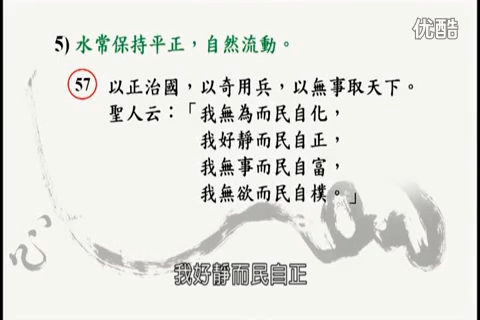 优酷
5) 水常保持平正，自然流動。
57 以正治國，以奇用兵，以無事取天下。
聖人云：「我無為而民自化，
我好靜而民自正，
我無事而民自富，
我無欲而民自樸。」
我好靜而民自正